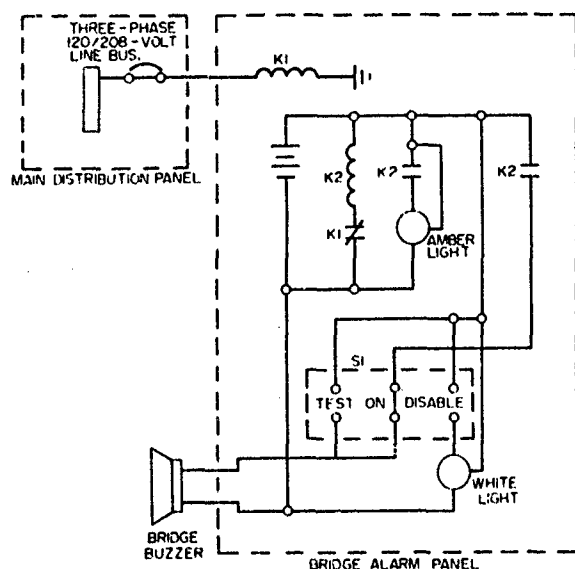 THREE-PHASE
120/208-VOLT
LINE BUS.
K1
MAIN DISTRIBUTION PANEL
K2
K2
K2
K1
AMBER
LIGHT
S1
TEST ON DISABLE
WHITE
LIGHT
BRIDGE
BUZZER
BRIDGE ALARM PANEL